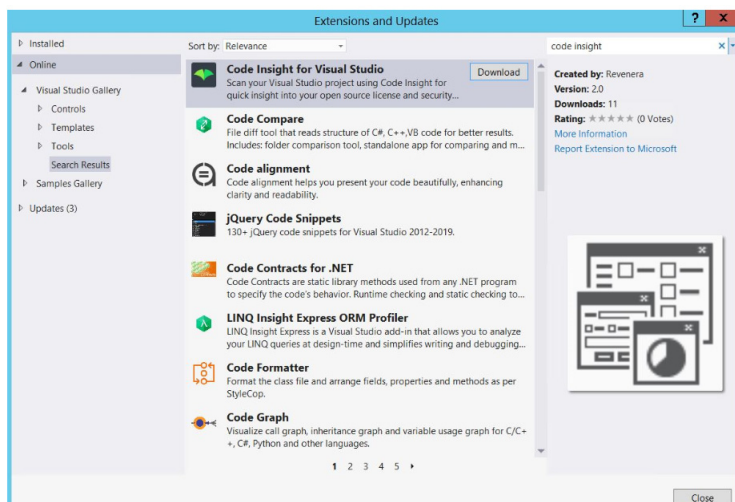 Extensions and Updates
?
x
Installed
Sort by: Relevance
code insight
Online
Visual Studio Gallery
Controls
Templates
Tools
Search Results
Samples Gallery
Updates (3)
Code Insight for Visual Studio
Download
Scan your Visual Studio project using Code Insight for
quick insight into your open source license and security...
Code Compare
File diff tool that reads structure of C#, C++,VB code for better results.
Includes: folder comparison tool, standalone app for comparing and m...
Code alignment
Code alignment helps you present your code beautifully, enhancing
clarity and readability.
jQuery Code Snippets
130+ jQuery code snippets for Visual Studio 2012-2019.
Code Contracts for .NET
Code Contracts are static library methods used from any .NET program
to specify the code's behavior. Runtime checking and static checking to...
LINQ Insight Express ORM Profiler
LINQ Insight Express is a Visual Studio add-in that allows you to analyze
your LINQ queries at design-time and simplifies writing and debugging...
Code Formatter
Format the class file and arrange fields, properties and methods as per
StyleCop.
Code Graph
Visualize call graph, inheritance graph and variable usage graph for C/C+
+, C#, Python and other languages.
1 2 3 4 5
Created by: Revenera
Version: 2.0
Downloads: 11
Rating: ★★★★★ (0 Votes)
More Information
Report Extension to Microsoft
Close